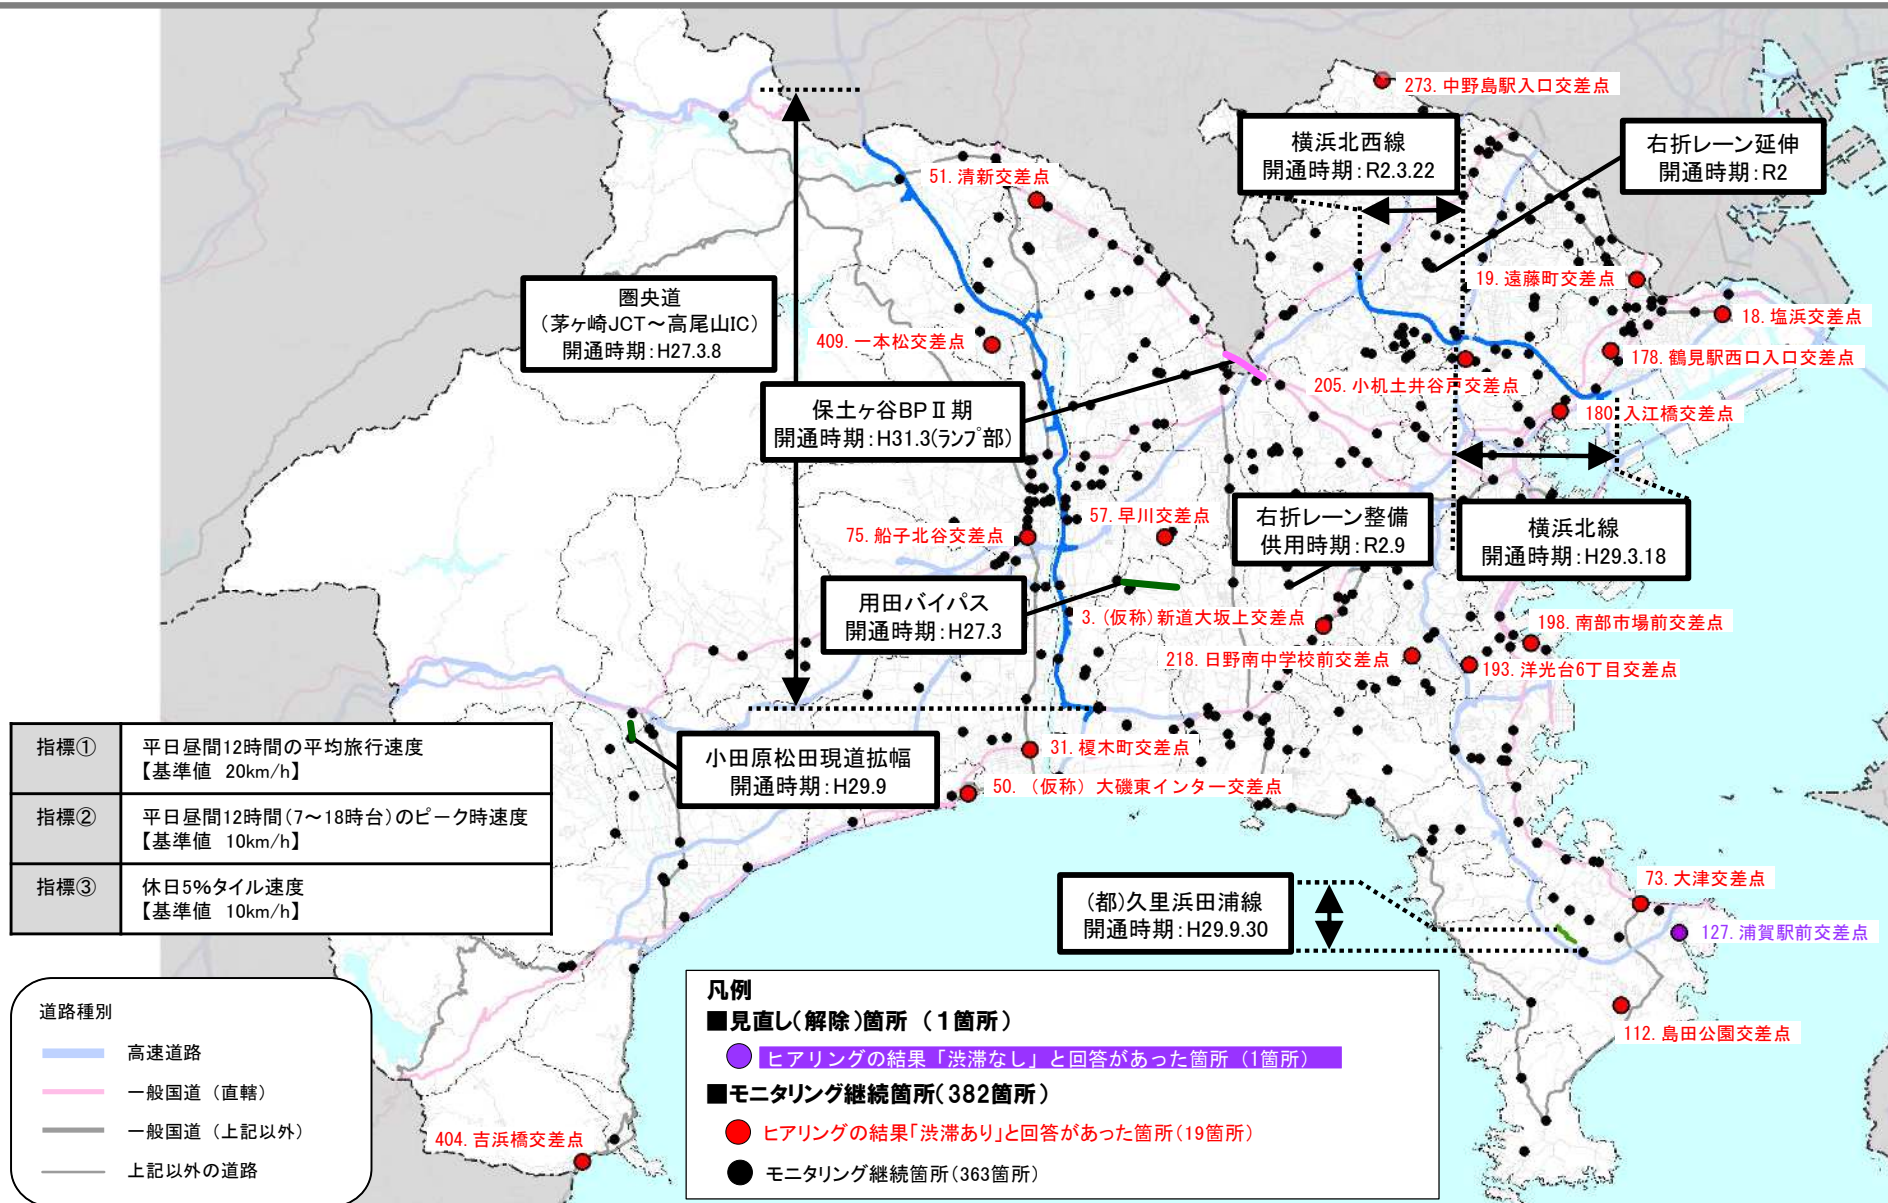 273. 中野島駅入口交差点
横浜北西線
開通時期：R2.3.22
右折レーン延伸
開通時期：R2
51. 清新交差点
19. 遠藤町交差点
圏央道
（茅ヶ崎JCT～高尾山IC）
開通時期：H27.3.8
18. 塩浜交差点
409. 一本松交差点
178. 鶴見駅西口入口交差点
205. 小机土井谷戸交差点
保土ヶ谷BPⅡ期
開通時期：H31.3(ランプ部)
180. 入江橋交差点
57. 早川交差点
右折レーン整備
供用時期：R2.9
75. 船子北谷交差点
横浜北線
開通時期：H29.3.18
用田バイパス
開通時期：H27.3
3. (仮称)新道大坂上交差点
198. 南部市場前交差点
218. 日野南中学校前交差点
193. 洋光台6丁目交差点
指標① 平日昼間12時間の平均旅行速度
【基準値 20km/h】
指標② 平日昼間12時間(7～18時台)のピーク時速度
【基準値 10km/h】
指標③ 休日5%タイル速度
【基準値 10km/h】
小田原松田現道拡幅
開通時期：H29.9
31. 榎木町交差点
50. （仮称）大磯東インター交差点
(都)久里浜田浦線
開通時期：H29.9.30
73. 大津交差点
127. 浦賀駅前交差点
112. 島田公園交差点
404. 吉浜橋交差点
道路種別
高速道路
一般国道（直轄）
一般国道（上記以外）
上記以外の道路
凡例
■見直し(解除)箇所 （1箇所）
ヒアリングの結果「渋滞なし」と回答があった箇所（1箇所）
■モニタリング継続箇所(382箇所)
ヒアリングの結果「渋滞あり」と回答があった箇所(19箇所)
モニタリング継続箇所(363箇所)